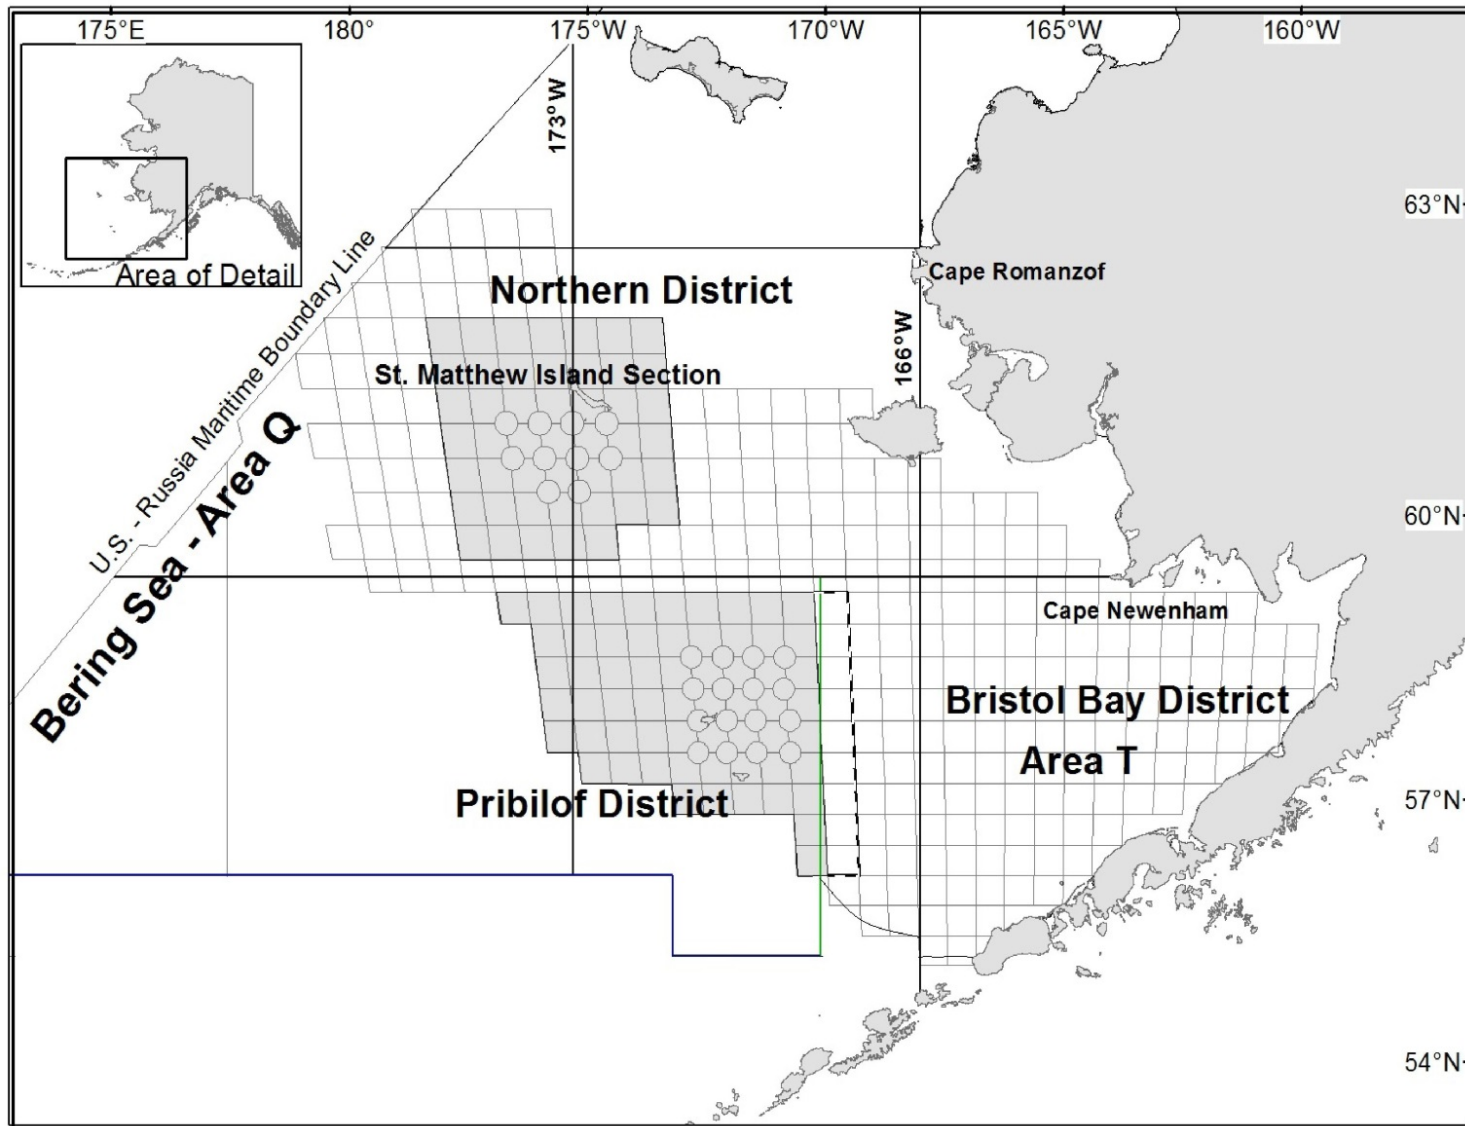 175°E
180°
175°W
170°W
165°W
160°W
173°W
63°N
U.S. - Russia Maritime Boundary Line
Area of Detail
Cape Romanzof
Northern District
166°W
St. Matthew Island Section
Bering Sea - Area Q
60°N
Cape Newenham
Bristol Bay District
Area T
Pribilof District
57°N
54°N